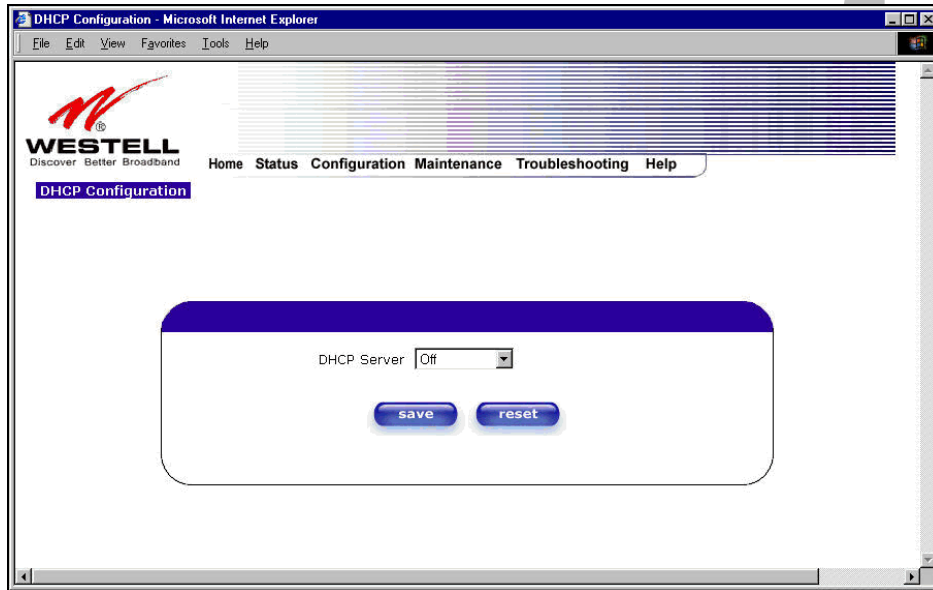 DHCP Configuration - Microsoft Internet Explorer
File Edit View Favorites Tools Help
®
WESTELL
Discover Better Broadband
Home Status Configuration Maintenance Troubleshooting Help
DHCP Configuration
DHCP Server Off
save reset